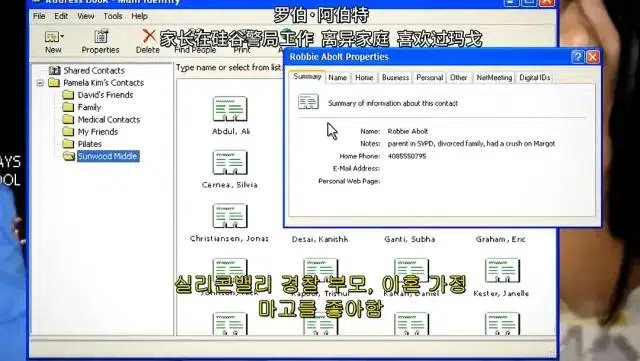 Address Book - Main Identity
罗伯·阿伯特
家长在硅谷警局工作 离异家庭 喜欢过玛戈
View Tools Help
New Properties Delete Find People Print Action
Shared Contacts
Pamela Kim's Contacts
David's Friends
Family
Medical Contacts
My Friends
Pilates
Sunwood Middle
AYS
OOL
Type name or select from list
Abdul, Ali
Cernea, Silvia
Christiansen, Jonas
Desai, Kanishk
Ganti, Subha
Graham, Eric
Kester, Janelle
Robbie Abolt Properties
Summary Name Home Business Personal Other NetMeeting Digital IDs
Summary of information about this contact
Name: Robbie Abolt
Notes: parent in SVPD, divorced family, had a crush on Margot
Home Phone: 4085550795
E-Mail Address:
Personal Web Page:
실리콘밸리 경찰 부모, 이혼 가정
마고를 좋아함